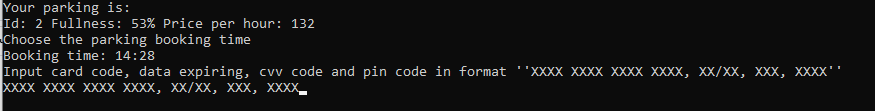 Your parking is:
Id: 2 Fullness: 53% Price per hour: 132
Choose the parking booking time
Booking time: 14:28
Input card code, data expiring, cvv code and pin code in format ''XXXX XXXX XXXX XXXX, XX/XX, XXX, XXXX''
XXXX XXXX XXXX XXXX, XX/XX, XXX, XXXX